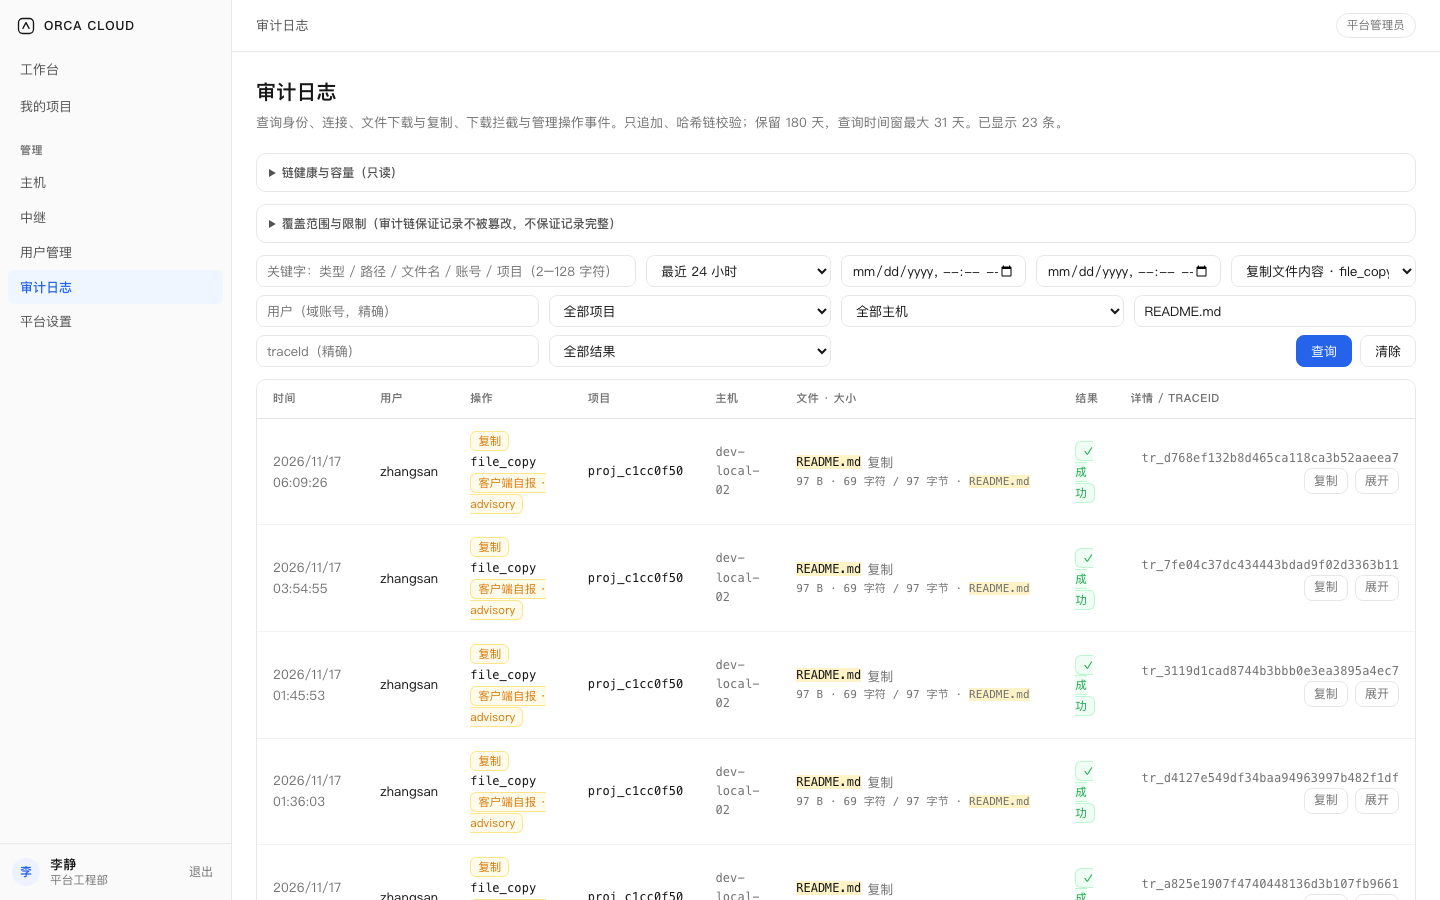 ORCA CLOUD
审计日志
平台管理员
工作台
我的项目
管理
主机
中继
用户管理
审计日志
平台设置
李
李静
平台工程部
退出
审计日志
查询身份、连接、文件下载与复制、下载拦截与管理操作事件。只追加、哈希链校验；保留 180 天，查询时间窗最大 31 天。已显示 23 条。
▶ 链健康与容量（只读）
▶ 覆盖范围与限制（审计链保证记录不被篡改，不保证记录完整）
关键字：类型 / 路径 / 文件名 / 账号 / 项目（2—128 字符）
最近 24 小时
mm/dd/yyyy, --:-- --
mm/dd/yyyy, --:-- --
复制文件内容 · file_copy
用户（域账号，精确）
全部项目
全部主机
README.md
traceId（精确）
全部结果
查询
清除
时间 用户 操作 项目 主机 文件 · 大小 结果 详情 / TRACEID
2026/11/17
06:09:26
zhangsan
复制
file_copy
客户端自报 ·
advisory
proj_c1cc0f50
dev-
local-
02
README.md 复制
97 B · 69 字符 / 97 字节 · README.md
✓
成
功
tr_d768ef132b8d465ca118ca3b52aaeea7
复制 展开
2026/11/17
03:54:55
zhangsan
复制
file_copy
客户端自报 ·
advisory
proj_c1cc0f50
dev-
local-
02
README.md 复制
97 B · 69 字符 / 97 字节 · README.md
✓
成
功
tr_7fe04c37dc434443bdad9f02d3363b11
复制 展开
2026/11/17
01:45:53
zhangsan
复制
file_copy
客户端自报 ·
advisory
proj_c1cc0f50
dev-
local-
02
README.md 复制
97 B · 69 字符 / 97 字节 · README.md
✓
成
功
tr_3119d1cad8744b3bbb0e3ea3895a4ec7
复制 展开
2026/11/17
01:36:03
zhangsan
复制
file_copy
客户端自报 ·
advisory
proj_c1cc0f50
dev-
local-
02
README.md 复制
97 B · 69 字符 / 97 字节 · README.md
✓
成
功
tr_d4127e549df34baa94963997b482f1df
复制 展开
2026/11/17
zhangsan
复制
file_copy
proj_c1cc0f50
dev-
local-
README.md 复制
✓
成
tr_a825e1907f4740448136d3b107fb9661